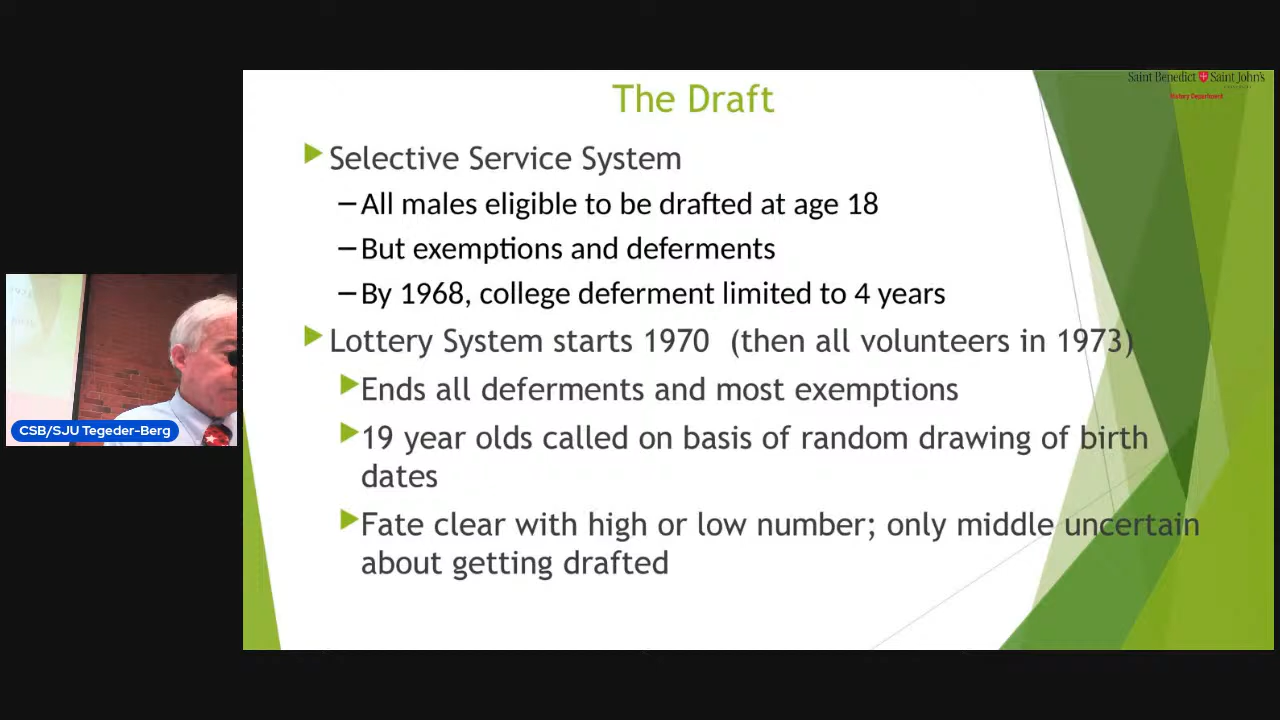 Saint Benedict Saint John's
History Department
The Draft
Selective Service System
–All males eligible to be drafted at age 18
–But exemptions and deferments
–By 1968, college deferment limited to 4 years
Lottery System starts 1970 (then all volunteers in 1973)
Ends all deferments and most exemptions
19 year olds called on basis of random drawing of birth
dates
Fate clear with high or low number; only middle uncertain
about getting drafted
CSB/SJU Tegeder-Berg